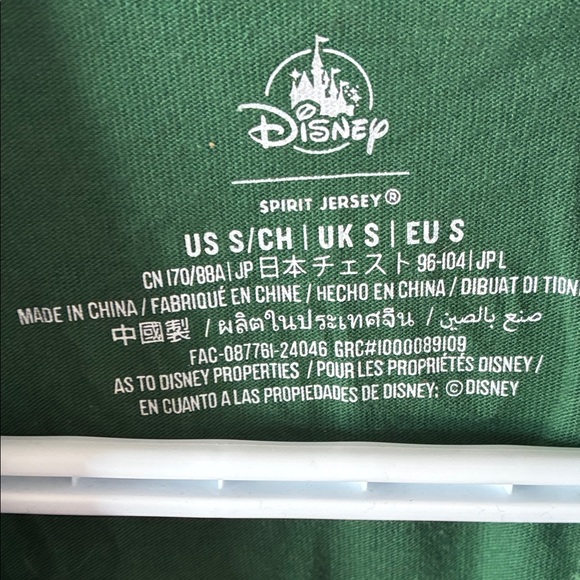 Disney
SPIRIT JERSEY®
US S/CH | UK S | EU S
CN 170/88A | JP 日本チェスト 96-104 | JP L
MADE IN CHINA / FABRIQUÉ EN CHINE / HECHO EN CHINA / DIBUAT DI TION
中國製 / ผลิตในประเทศจีน / صنع بالصين /
FAC-087761-24046 GRC#1000089109
AS TO DISNEY PROPERTIES / POUR LES PROPRIÉTÉS DISNEY /
EN CUANTO A LAS PROPIEDADES DE DISNEY: ©DISNEY